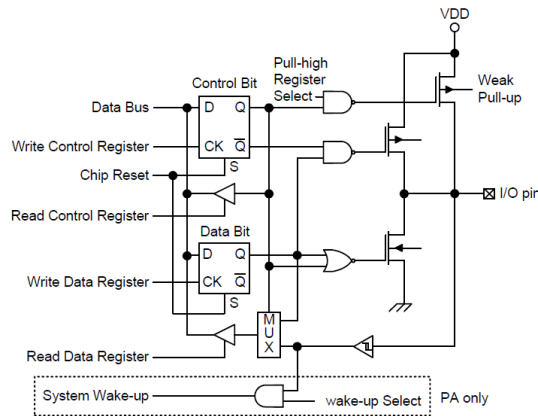 VDD
Pull-high
Register
Select
Weak
Pull-up
Control Bit
Data Bus
D
Q
Write Control Register
CK
Q
Chip Reset
S
I/O pin
Read Control Register
Data Bit
D
Q
Write Data Register
CK
Q
S
M
U
X
Read Data Register
System Wake-up
wake-up Select
PA only